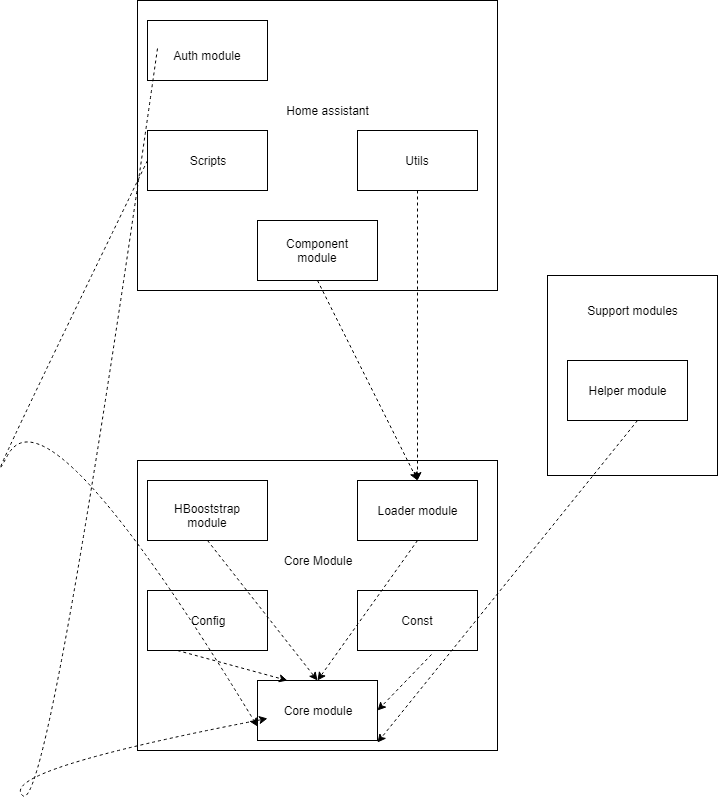 Auth module
Home assistant
Scripts
Utils
Component
module
Support modules
Helper module
HBooststrap
module
Loader module
Core Module
Config
Const
Core module